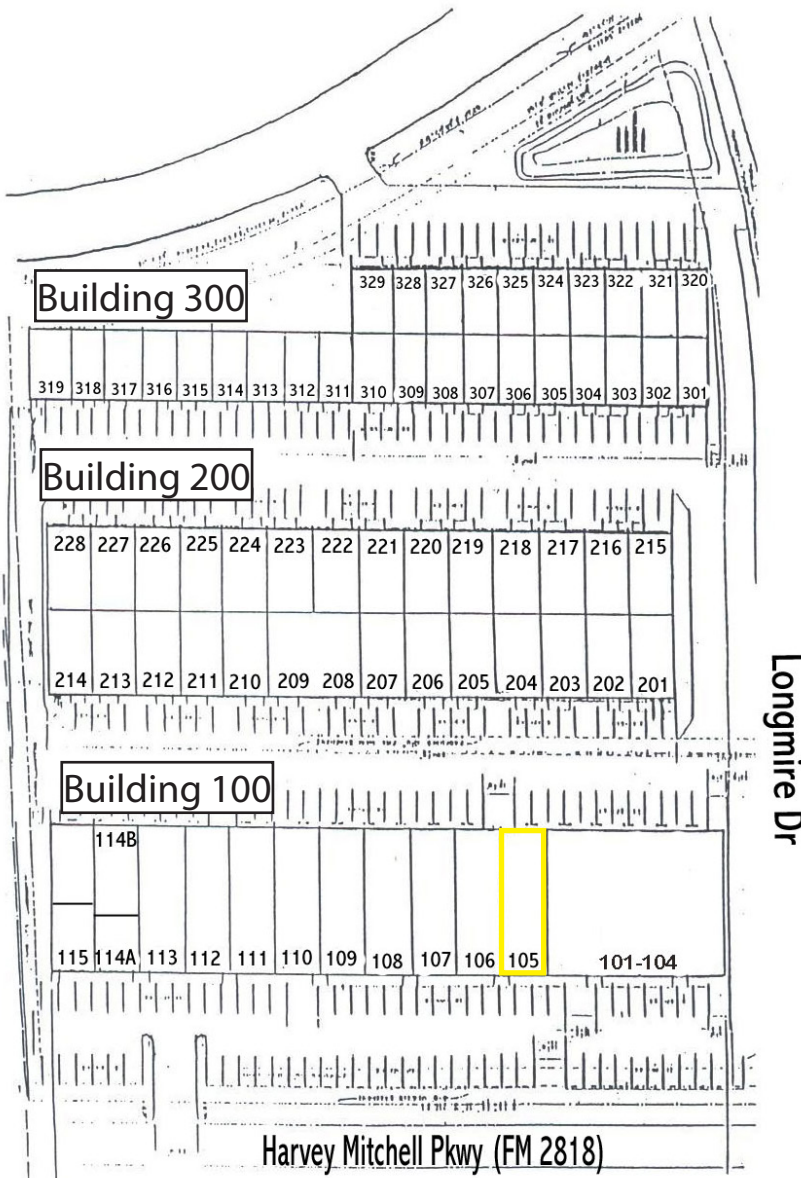 Building 300
329 328 327 326 325 324 323 322 321 320
319 318 317 316 315 314 313 312 311 310 309 308 307 306 305 304 303 302 301
Building 200
228 227 226 225 224 223 222 221 220 219 218 217 216 215
214 213 212 211 210 209 208 207 206 205 204 203 202 201
Longmire Dr
Building 100
114B
115 114A 113 112 111 110 109 108 107 106 105 101-104
Harvey Mitchell Pkwy (FM 2818)